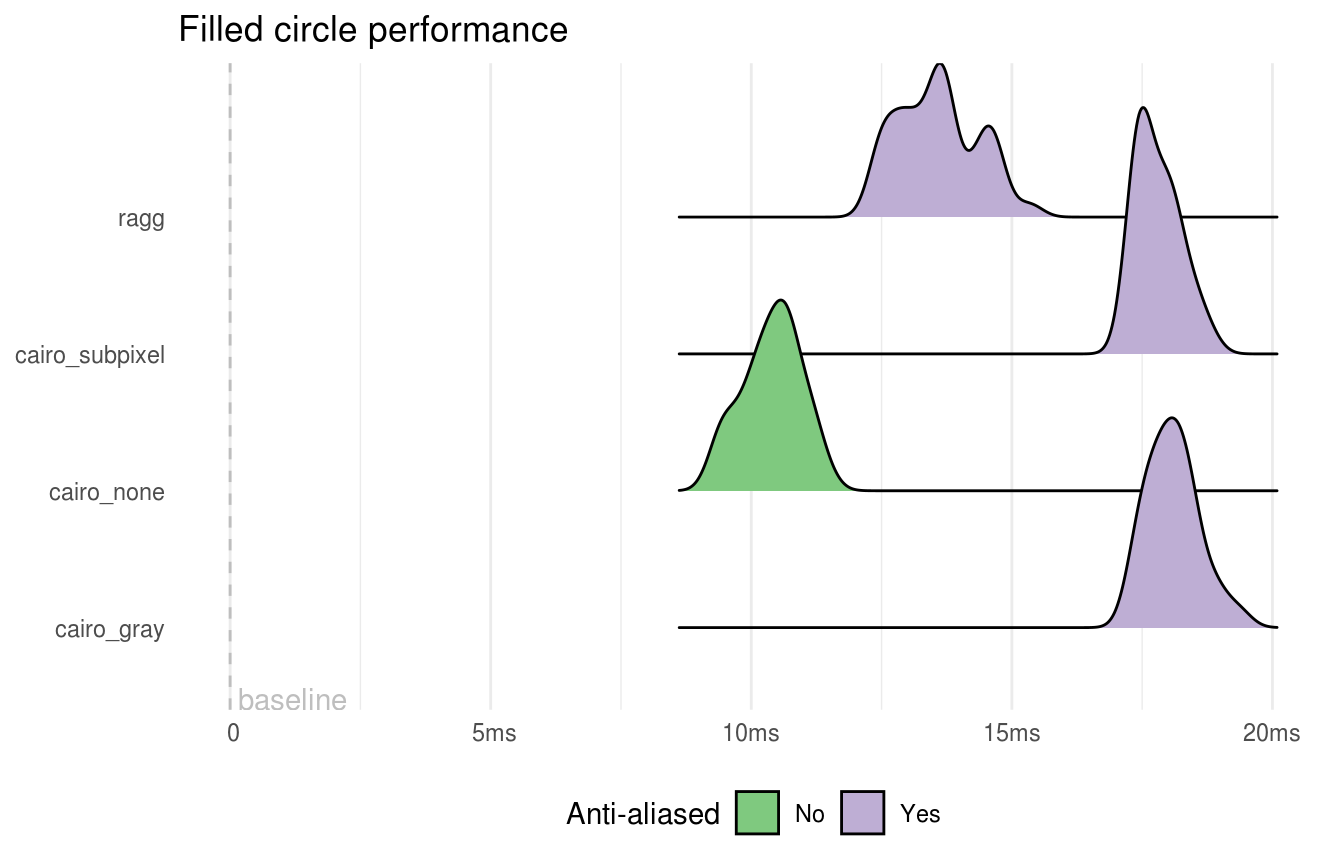 Filled circle performance
ragg
cairo_subpixel
cairo_none
cairo_gray
baseline
0 5ms 10ms 15ms 20ms
Anti-aliased No Yes